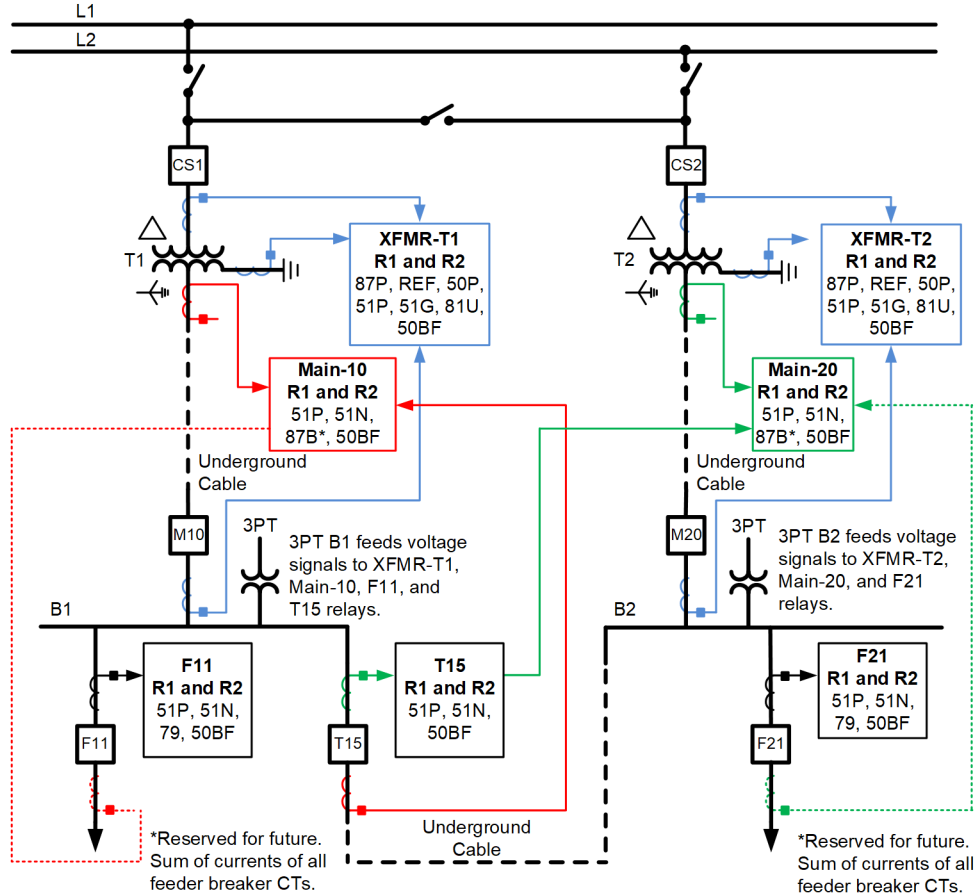 L1
L2
CS1
CS2
T1
XFMR-T1
R1 and R2
87P, REF, 50P,
51P, 51G, 81U,
50BF
T2
XFMR-T2
R1 and R2
87P, REF, 50P,
51P, 51G, 81U,
50BF
Main-10
R1 and R2
51P, 51N,
87B*, 50BF
Main-20
R1 and R2
51P, 51N,
87B*, 50BF
Underground
Cable
Underground
Cable
M10
3PT
3PT B1 feeds voltage
signals to XFMR-T1,
Main-10, F11, and
T15 relays.
M20
3PT
3PT B2 feeds voltage
signals to XFMR-T2,
Main-20, and F21
relays.
B1
B2
F11
R1 and R2
51P, 51N,
79, 50BF
T15
R1 and R2
51P, 51N,
50BF
F21
R1 and R2
51P, 51N,
79, 50BF
F11
T15
F21
*Reserved for future.
Sum of currents of all
feeder breaker CTs.
Underground
Cable
*Reserved for future.
Sum of currents of all
feeder breaker CTs.